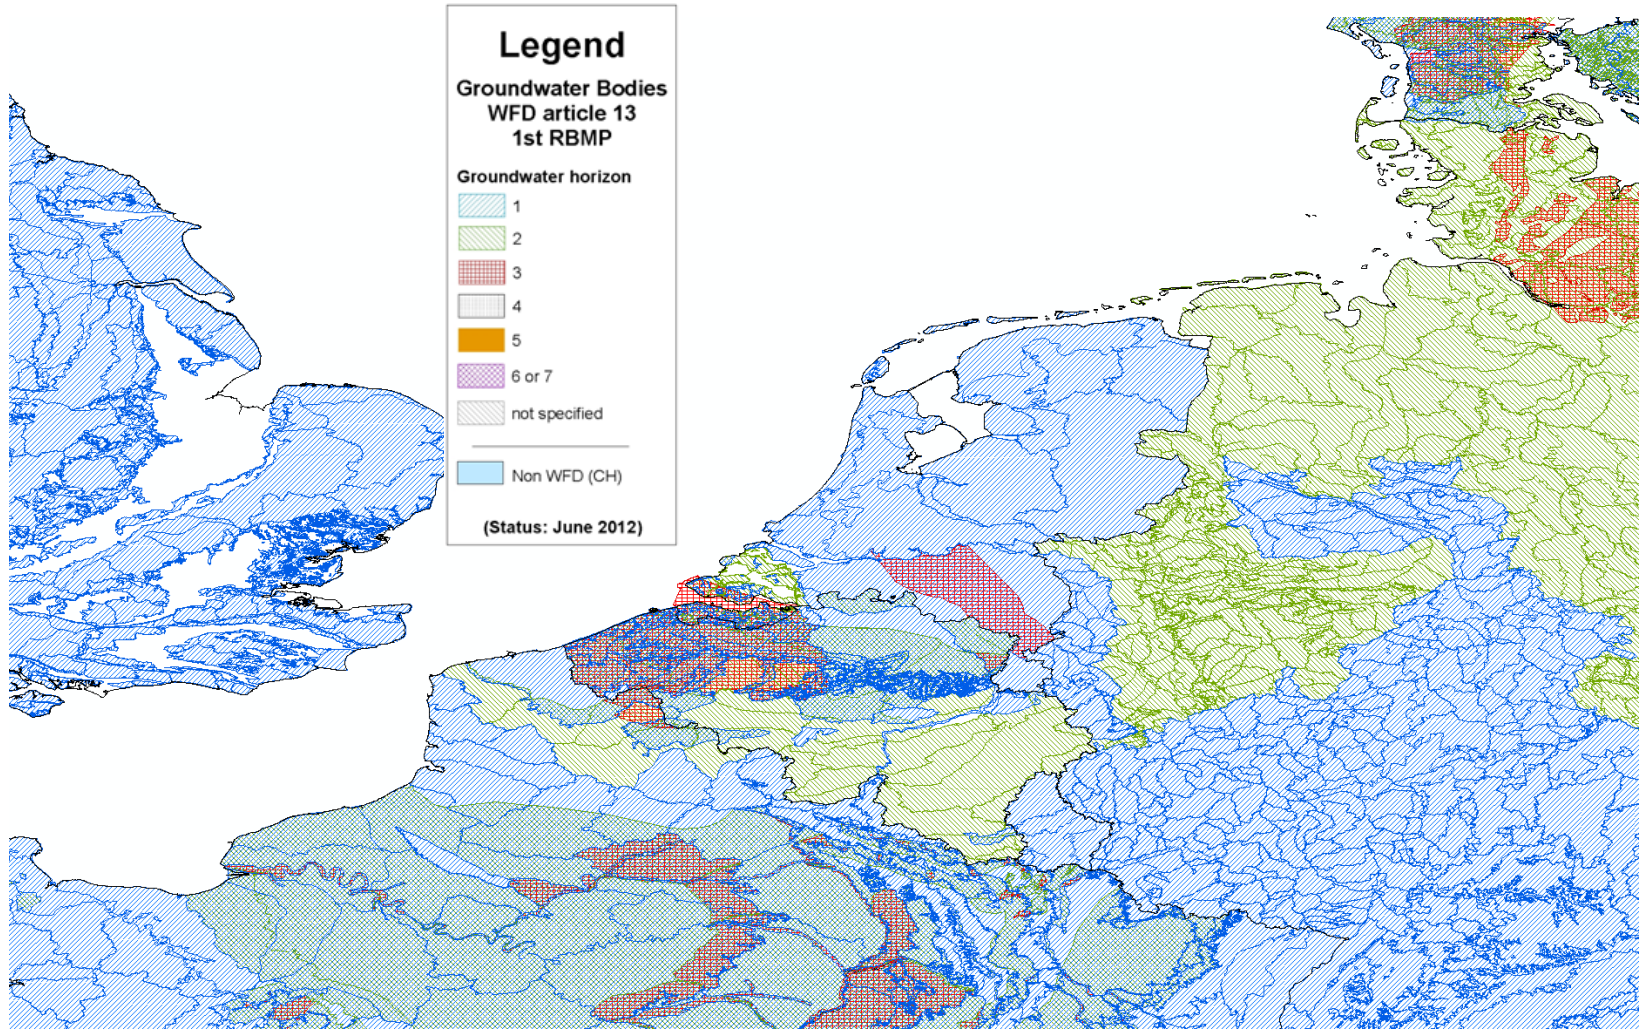 Legend
Groundwater Bodies
WFD article 13
1st RBMP
Groundwater horizon
1
2
3
4
5
6 or 7
not specified
Non WFD (CH)
(Status: June 2012)